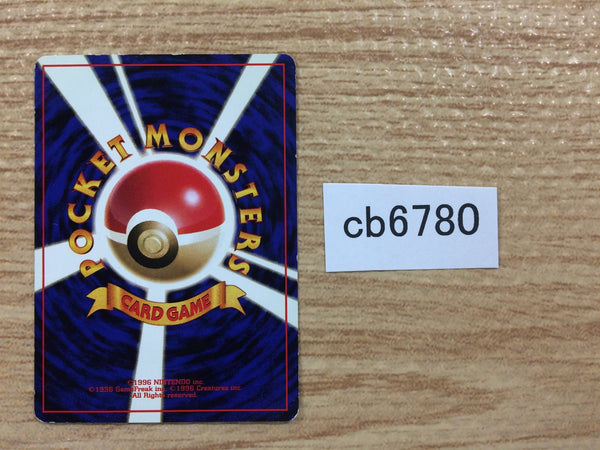 POCKET MONSTERS
CARD GAME
©1996 NINTENDO inc.
©1996 GameFreak inc. ©1996 Creatures inc.
All Rights reserved.
cb6780